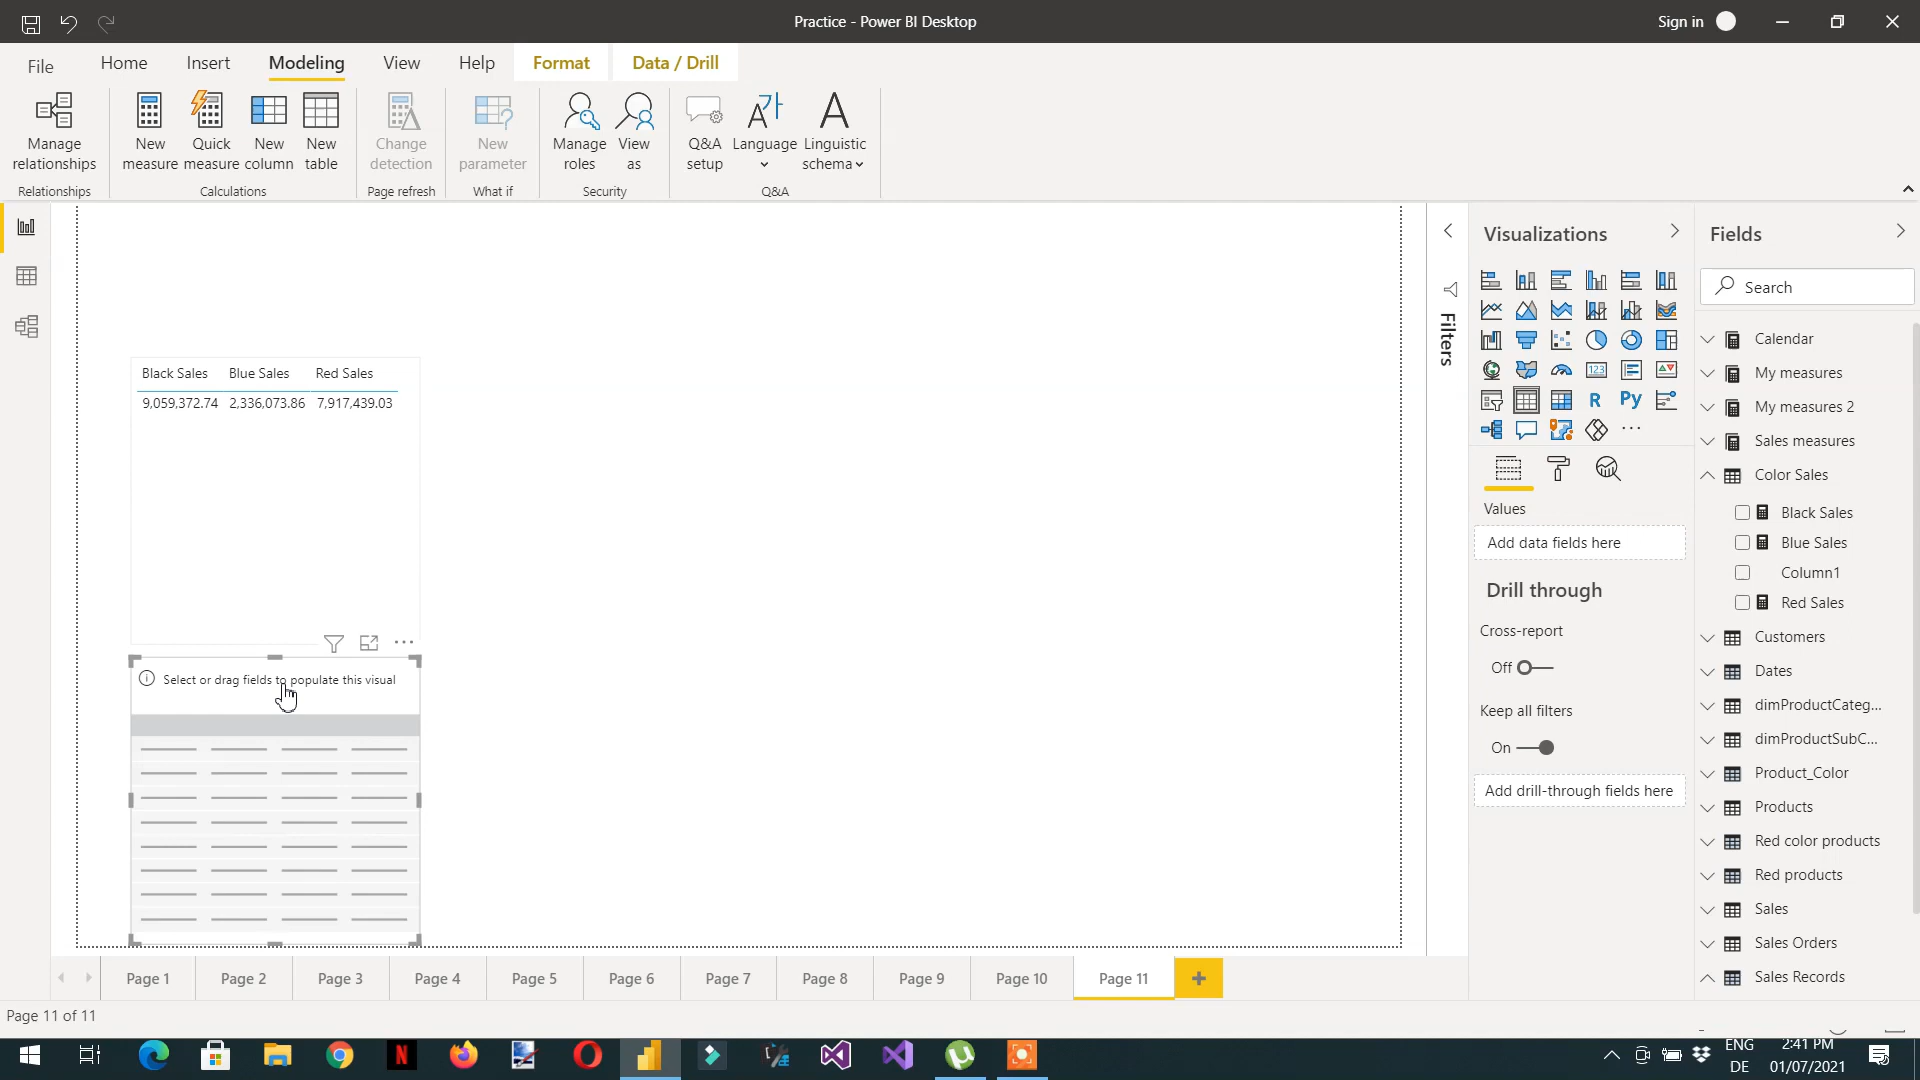 Practice - Power BI Desktop
Sign in
File
Home
Insert
Modeling
View
Help
Format
Data / Drill
Manage relationships
New measure
Quick measure
New column
New table
Change detection
New parameter
Manage roles
View as
Q&A setup
Language
Linguistic schema
Relationships
Calculations
Page refresh
What if
Security
Q&A
Black Sales Blue Sales Red Sales
9,059,372.74 2,336,073.86 7,917,439.03
Select or drag fields to populate this visual
Filters
Visualizations
123
R
Py
Values
Add data fields here
Drill through
Cross-report
Off
Keep all filters
On
Add drill-through fields here
Fields
Search
Calendar
My measures
My measures 2
Sales measures
Color Sales
Black Sales
Blue Sales
Column1
Red Sales
Customers
Dates
dimProductCateg...
dimProductSubC...
Product_Color
Products
Red color products
Red products
Sales
Sales Orders
Sales Records
Page 1
Page 2
Page 3
Page 4
Page 5
Page 6
Page 7
Page 8
Page 9
Page 10
Page 11
Page 11 of 11
ENG
DE
2:41 PM
01/07/2021